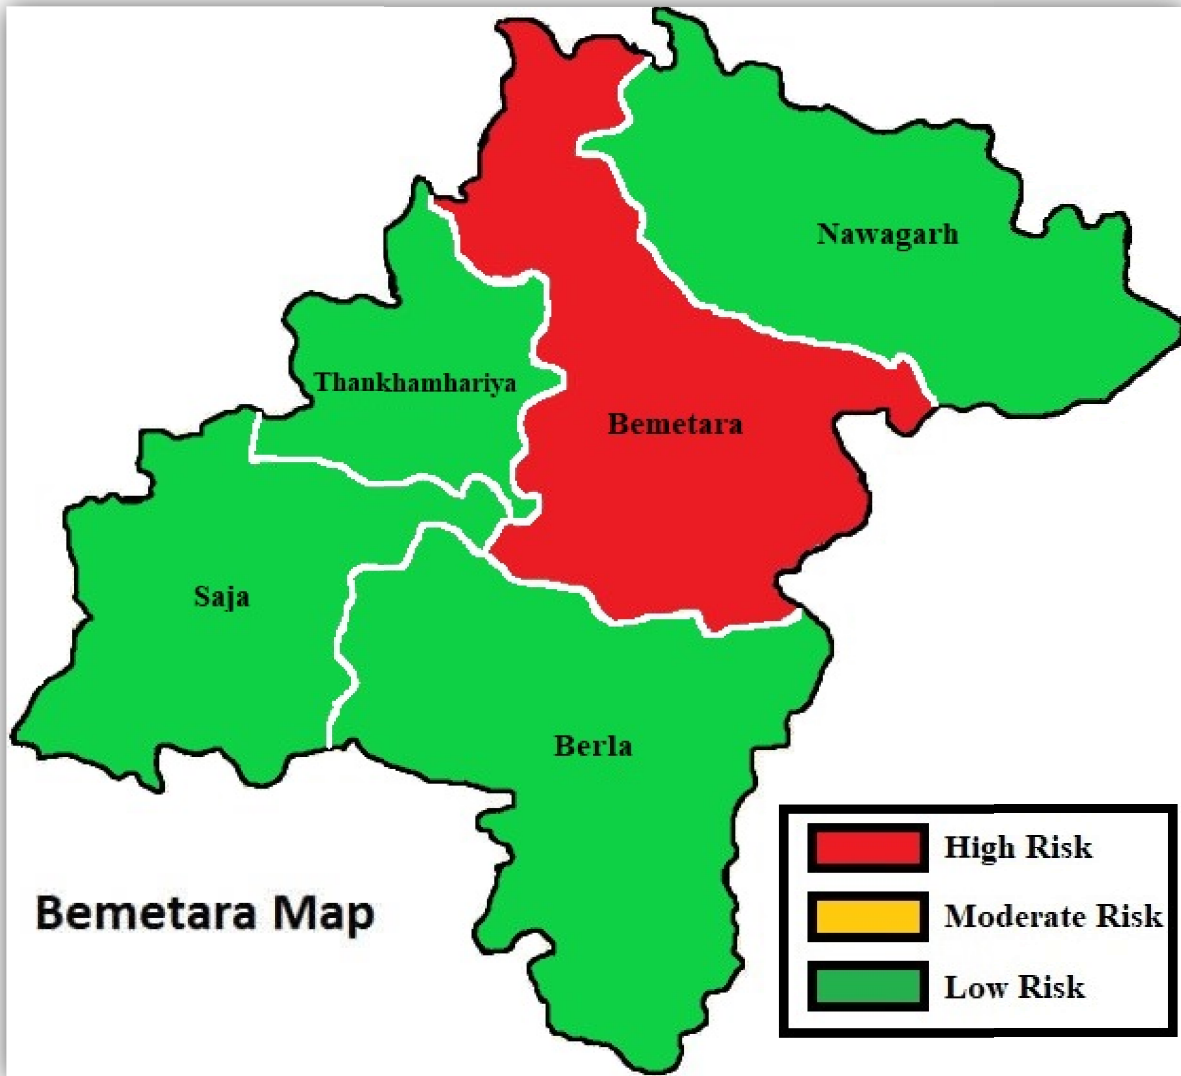 Nawagarh
Thankhamhariya
Bemetara
Saja
Berla
Bemetara Map
High Risk
Moderate Risk
Low Risk